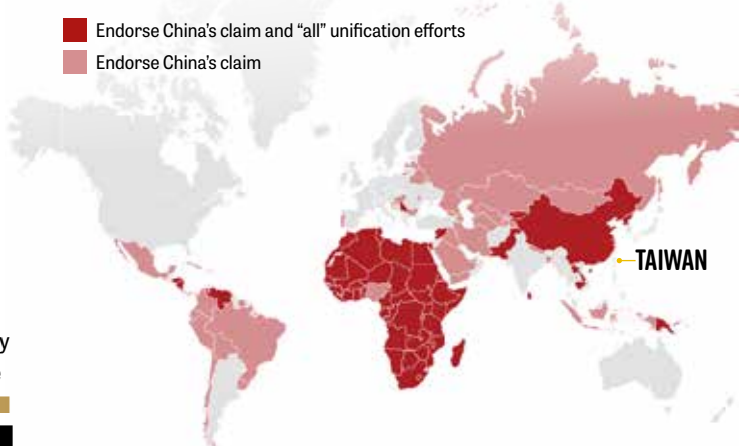 Endorse China's claim and “all” unification efforts
Endorse China's claim
TAIWAN
y